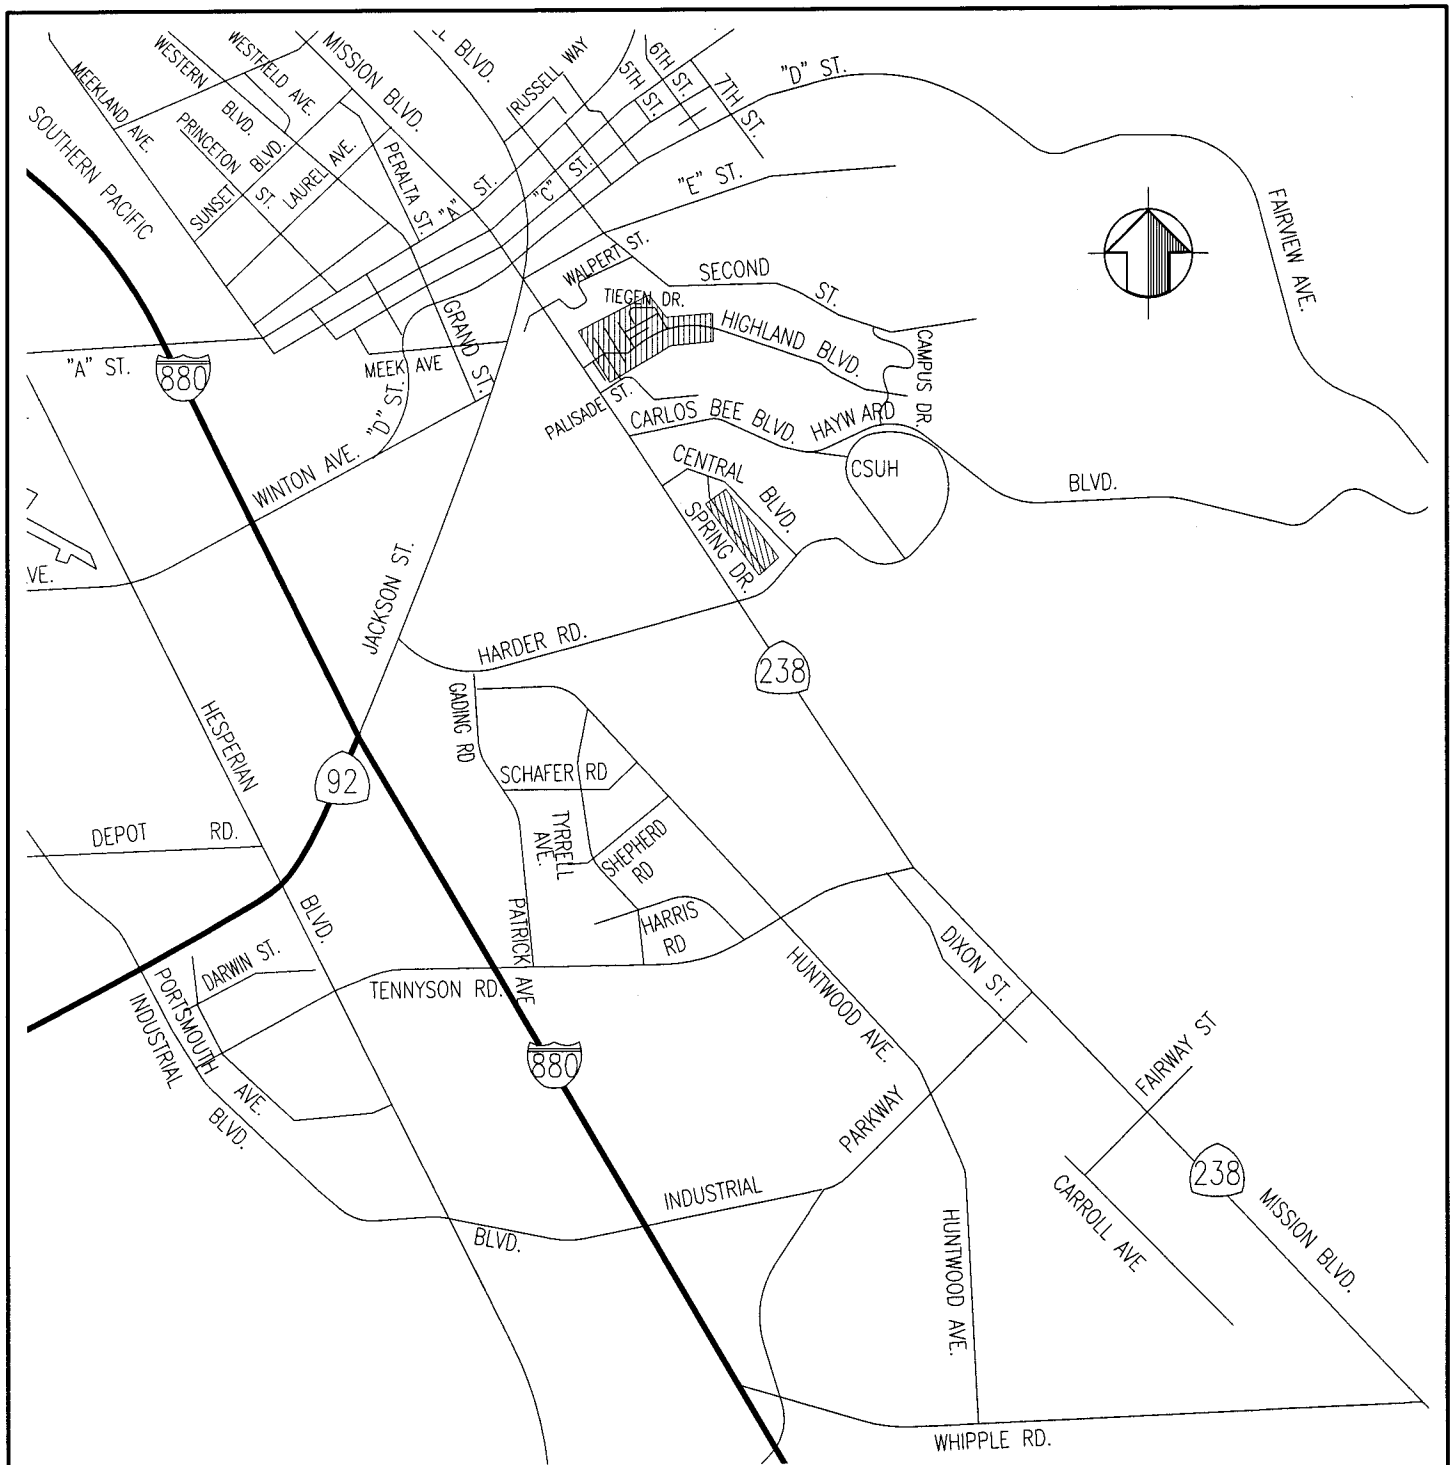 MEEKLAND AVE.
WESTERN BLVD.
WESTFIELD AVE.
MISSION BLVD.
LL BLVD.
RUSSELL WAY
6TH ST.
5TH ST.
7TH ST.
"D" ST.
SOUTHERN PACIFIC
PRINCETON ST.
SUNSET BLVD.
LAUREL AVE.
PERALTA ST.
"A" ST.
"C" ST.
"E" ST.
FAIRVIEW AVE.
WALPERT ST.
SECOND ST.
TIEGEN DR.
HIGHLAND BLVD.
CAMPUS DR.
GRAND ST.
MEEK AVE
"A" ST.
880
"D" ST.
PALISADE ST.
CARLOS BEE BLVD.
HAYWARD BLVD.
CSUH
WINTON AVE.
CENTRAL BLVD.
SPRING DR.
VE.
JACKSON ST.
HARDER RD.
238
GADING RD
HESPERIAN BLVD.
92
SCHAFER RD
TYRRELL AVE.
SHEPHERD RD
DEPOT RD.
PATRICK AVE
HARRIS RD
DARWIN ST.
PORTSMOUTH AVE.
INDUSTRIAL BLVD.
TENNYSON RD.
HUNTWOOD AVE.
DIXON ST.
880
FAIRWAY ST
PARKWAY
INDUSTRIAL
BLVD.
238
CARROLL AVE
MISSION BLVD.
HUNTWOOD AVE.
WHIPPLE RD.